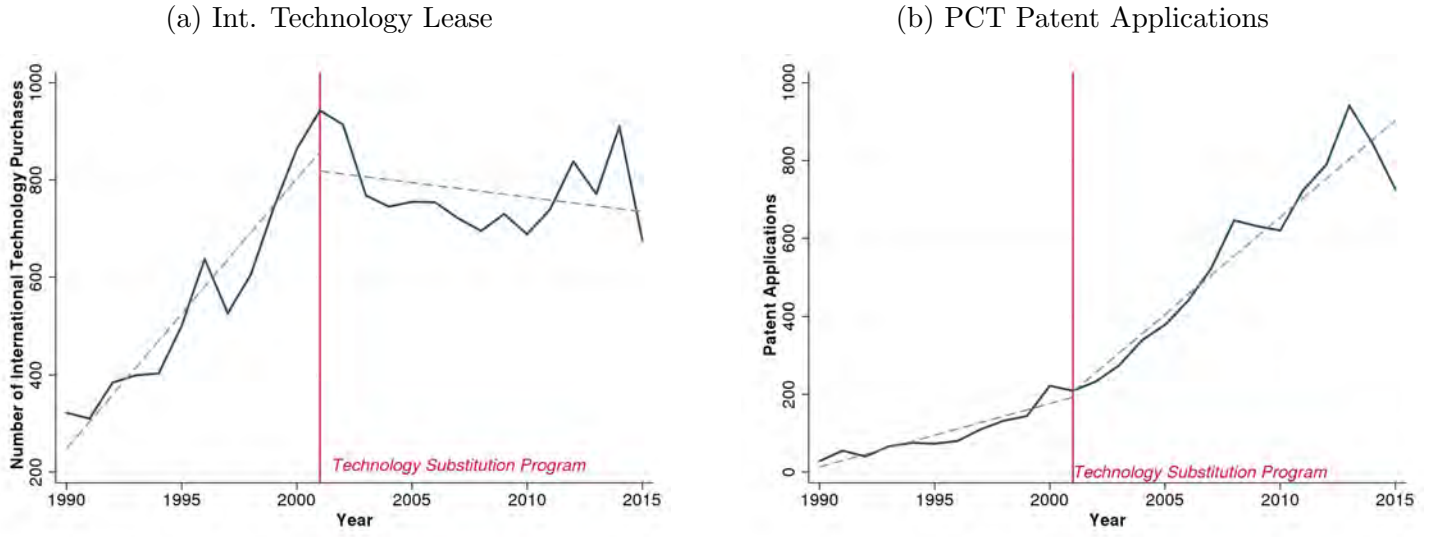 (a) Int. Technology Lease
Number of International Technology Purchases
1000
800
600
400
200
Technology Substitution Program
1990
1995
2000
2005
2010
2015
Year
(b) PCT Patent Applications
Patent Applications
1000
800
600
400
200
0
Technology Substitution Program
1990
1995
2000
2005
2010
2015
Year